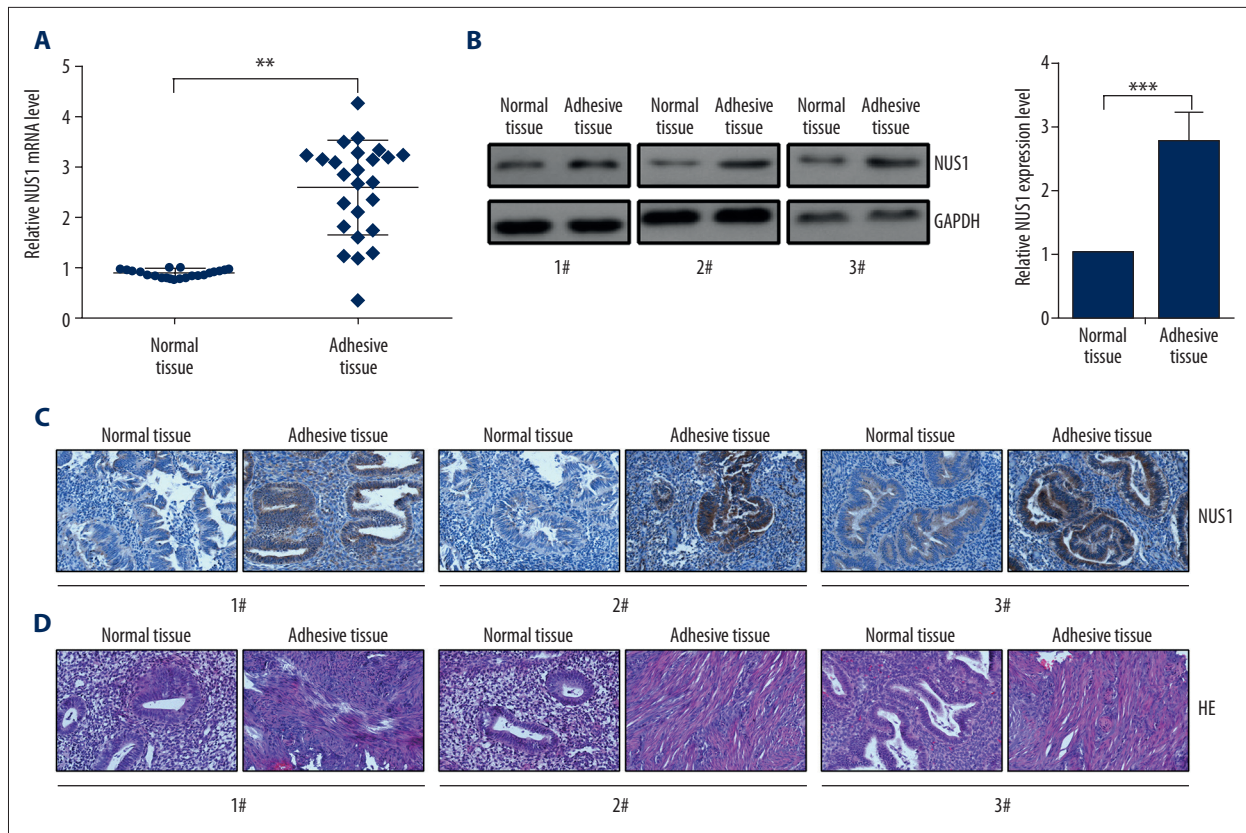 A
Relative NUS1 mRNA level
5
4
3
2
1
0
**
Normal
tissue
Adhesive
tissue
B
Normal
tissue
Adhesive
tissue
Normal
tissue
Adhesive
tissue
Normal
tissue
Adhesive
tissue
NUS1
GAPDH
1#
2#
3#
Relative NUS1 expression level
4
3
2
1
0
***
Normal
tissue
Adhesive
tissue
C
Normal tissue
Adhesive tissue
Normal tissue
Adhesive tissue
Normal tissue
Adhesive tissue
NUS1
1#
2#
3#
D
Normal tissue
Adhesive tissue
Normal tissue
Adhesive tissue
Normal tissue
Adhesive tissue
HE
1#
2#
3#